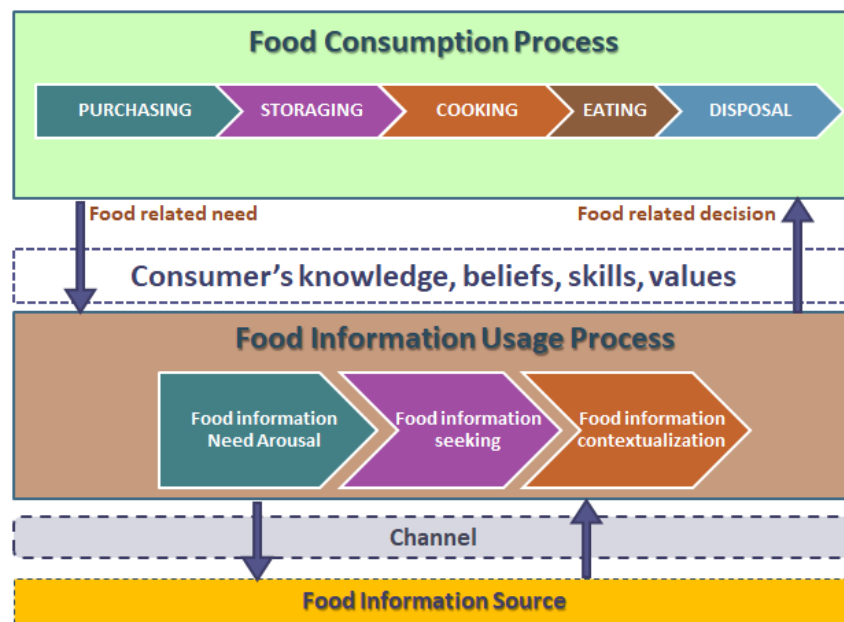 Food Consumption Process
PURCHASING STORAGING COOKING EATING DISPOSAL
Food related need Food related decision
Consumer's knowledge, beliefs, skills, values
Food Information Usage Process
Food information
Need Arousal
Food information
seeking
Food information
contextualization
Channel
Food Information Source